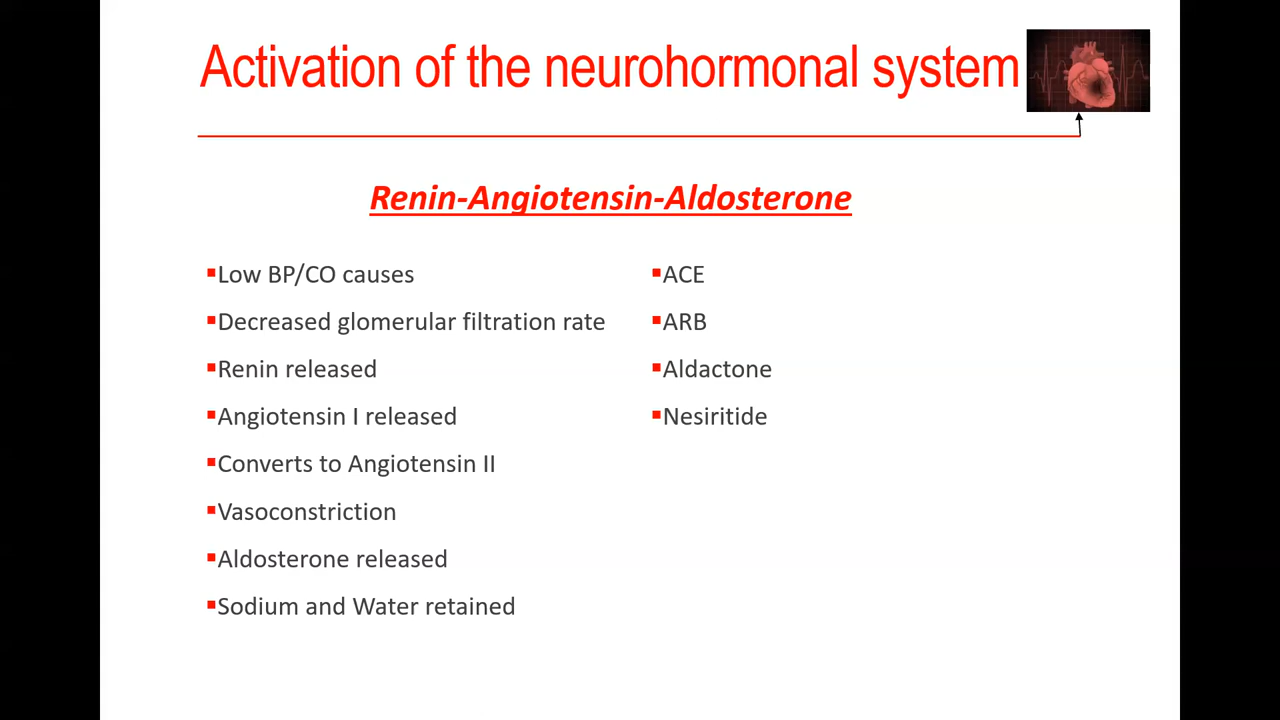 Activation of the neurohormonal system
Renin-Angiotensin-Aldosterone
▪Low BP/CO causes
▪Decreased glomerular filtration rate
▪Renin released
▪Angiotensin I released
▪Converts to Angiotensin II
▪Vasoconstriction
▪Aldosterone released
▪Sodium and Water retained
▪ACE
▪ARB
▪Aldactone
▪Nesiritide